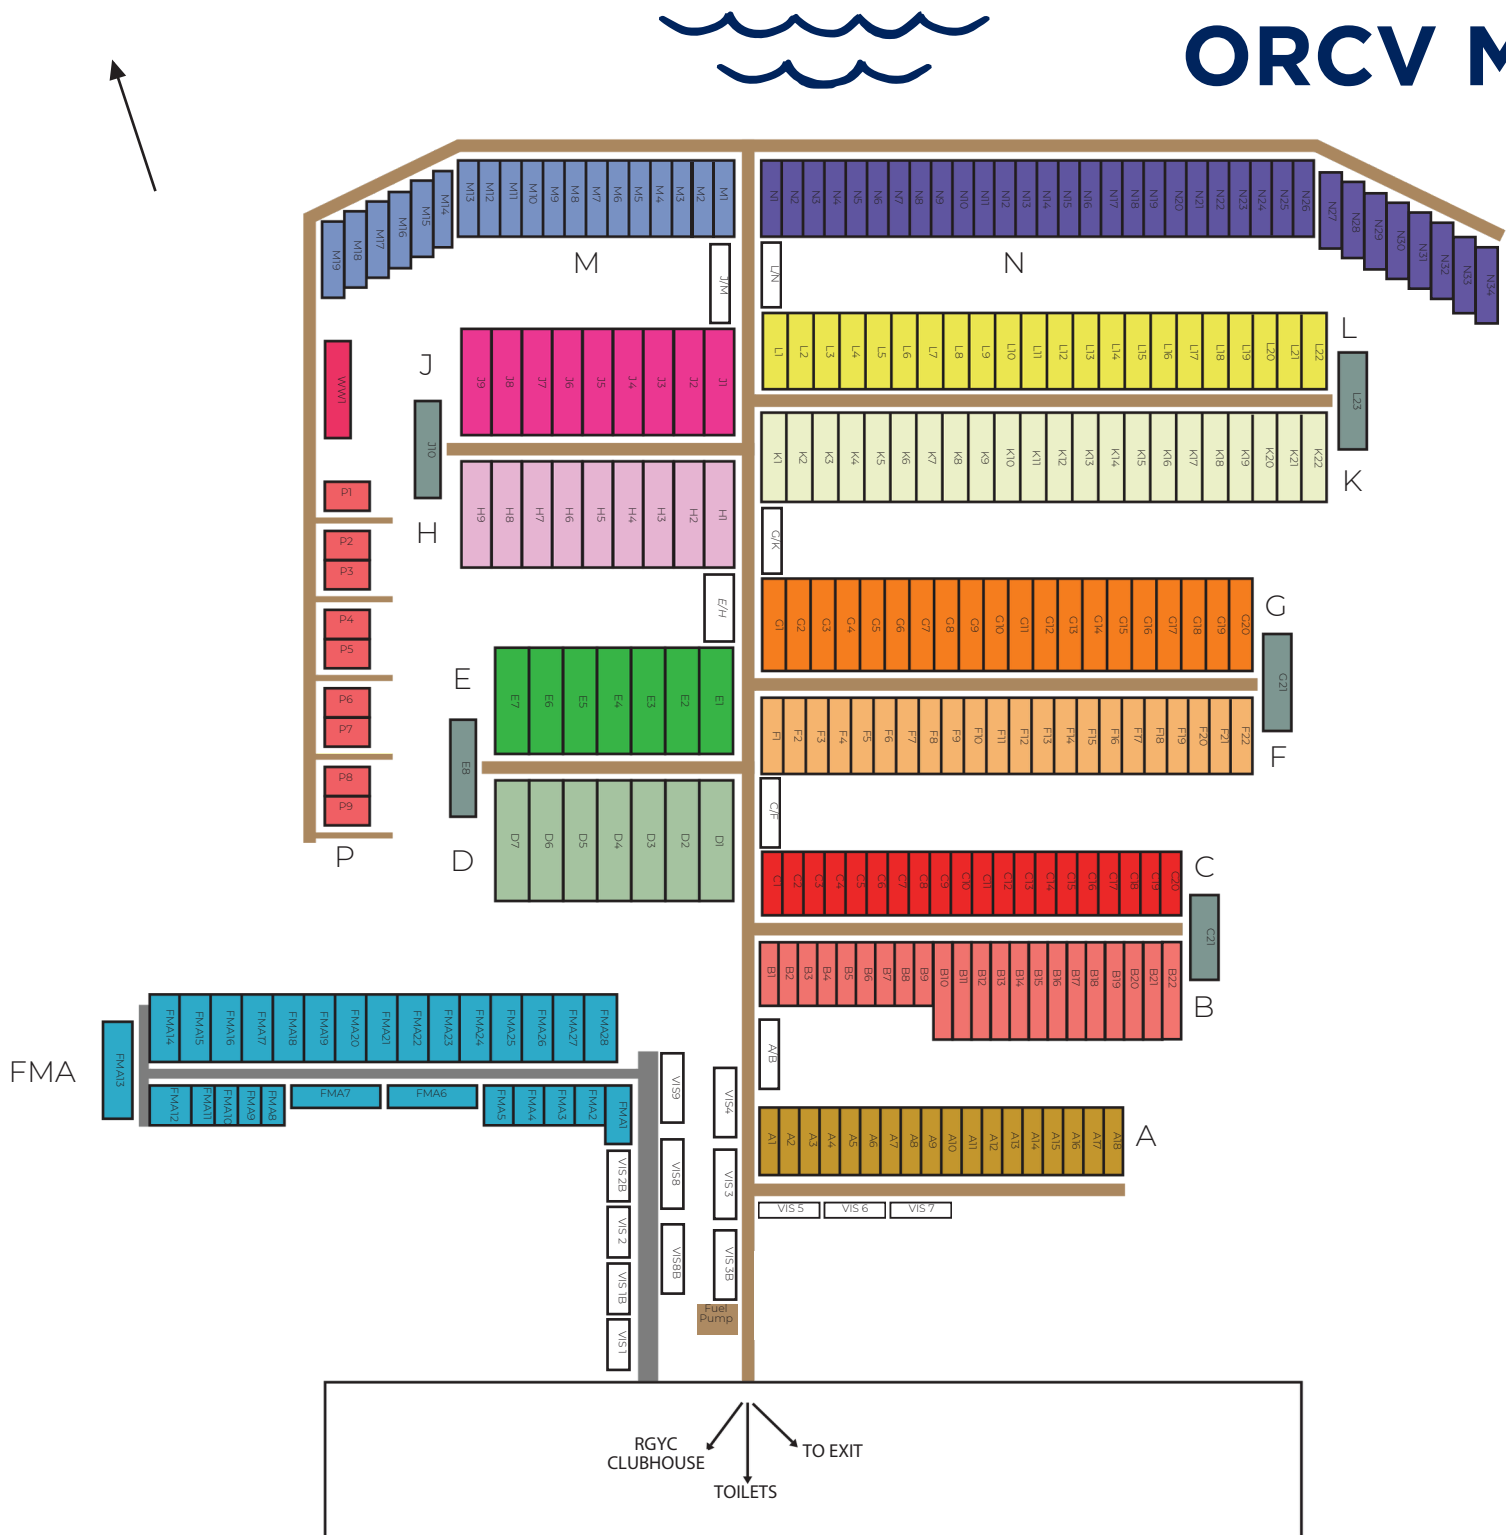 ORCV M
M19
M18
M17
M16
M15
M14
M13
M12
M11
M10
M9
M8
M7
M6
M5
M4
M3
M2
M1
N1
N2
N3
N4
N5
N6
N7
N8
N9
N10
N11
N12
N13
N14
N15
N16
N17
N18
N19
N20
N21
N22
N23
N24
N25
N26
N27
N28
N29
N30
N31
N32
N33
N34
M
N
J/M
L/N
L
J
WW1
J9
J8
J7
J6
J5
J4
J3
J2
J1
L1
L2
L3
L4
L5
L6
L7
L8
L9
L10
L11
L12
L13
L14
L15
L16
L17
L18
L19
L20
L21
L22
L23
J10
K1
K2
K3
K4
K5
K6
K7
K8
K9
K10
K11
K12
K13
K14
K15
K16
K17
K18
K19
K20
K21
K22
K
P1
H
H9
H8
H7
H6
H5
H4
H3
H2
H1
G/K
P2
P3
E/H
G
P4
P5
G1
G2
G3
G4
G5
G6
G7
G8
G9
G10
G11
G12
G13
G14
G15
G16
G17
G18
G19
G20
G21
E
E7
E6
E5
E4
E3
E2
E1
P6
P7
F1
F2
F3
F4
F5
F6
F7
F8
F9
F10
F11
F12
F13
F14
F15
F16
F17
F18
F19
F20
F21
F22
F
E8
P8
P9
C/F
P
D
D7
D6
D5
D4
D3
D2
D1
C
C1
C2
C3
C4
C5
C6
C7
C8
C9
C10
C11
C12
C13
C14
C15
C16
C17
C18
C19
C20
C21
B1
B2
B3
B4
B5
B6
B7
B8
B9
B10
B11
B12
B13
B14
B15
B16
B17
B18
B19
B20
B21
B22
B
FMA14
FMA15
FMA16
FMA17
FMA18
FMA19
FMA20
FMA21
FMA22
FMA23
FMA24
FMA25
FMA26
FMA27
FMA28
A/B
FMA
FMA13
FMA12
FMA11
FMA10
FMA9
FMA8
FMA7
FMA6
FMA5
FMA4
FMA3
FMA2
FMA1
VIS9
VIS4
A1
A2
A3
A4
A5
A6
A7
A8
A9
A10
A11
A12
A13
A14
A15
A16
A17
A18
A
VIS 2B
VIS8
VIS 3
VIS 5
VIS 6
VIS 7
VIS 2
VIS8B
VIS 3B
VIS 1B
Fuel
Pump
VIS 1
RGYC
CLUBHOUSE
TO EXIT
TOILETS